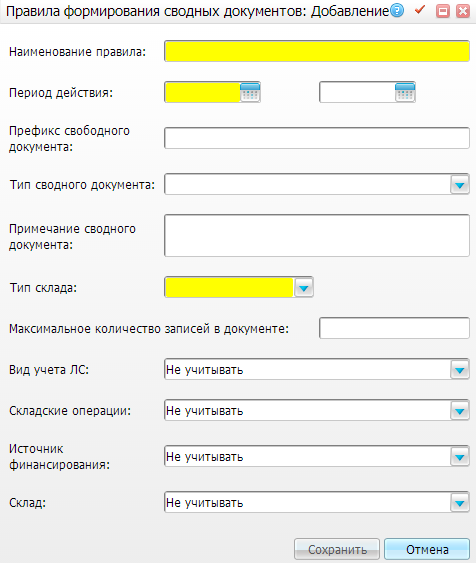 Правила формирования сводных документов: Добавление
Наименование правила:
Период действия:
Префикс свободного
документа:
Тип сводного документа:
Примечание сводного
документа:
Тип склада:
Максимальное количество записей в документе:
Вид учета ЛС: Не учитывать
Складские операции: Не учитывать
Источник
финансирования: Не учитывать
Склад: Не учитывать
Сохранить Отмена